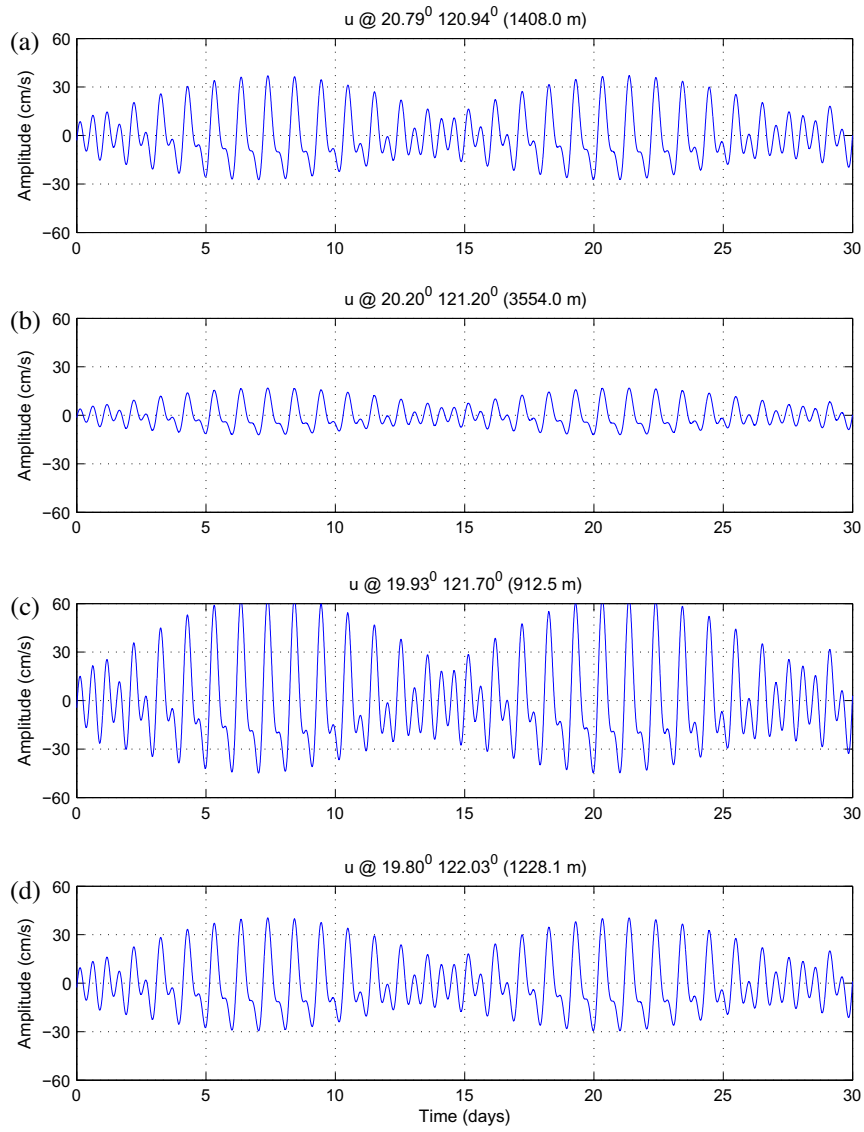 (a)
u @ 20.79⁰ 120.94⁰ (1408.0 m)
Amplitude (cm/s)
60
30
0
−30
−60
0 5 10 15 20 25 30
(b)
u @ 20.20⁰ 121.20⁰ (3554.0 m)
Amplitude (cm/s)
60
30
0
−30
−60
0 5 10 15 20 25 30
(c)
u @ 19.93⁰ 121.70⁰ (912.5 m)
Amplitude (cm/s)
60
30
0
−30
−60
0 5 10 15 20 25 30
(d)
u @ 19.80⁰ 122.03⁰ (1228.1 m)
Amplitude (cm/s)
60
30
0
−30
−60
0 5 10 15 20 25 30
Time (days)